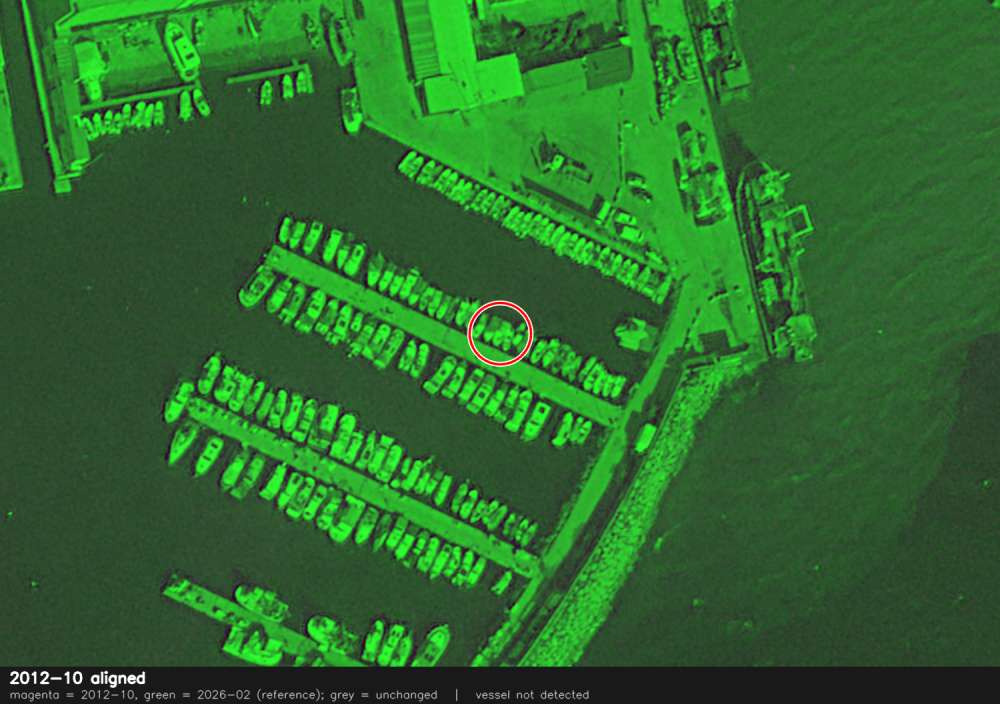 2012-10 aligned
magenta = 2012-10, green = 2026-02 (reference); grey = unchanged | vessel not detected